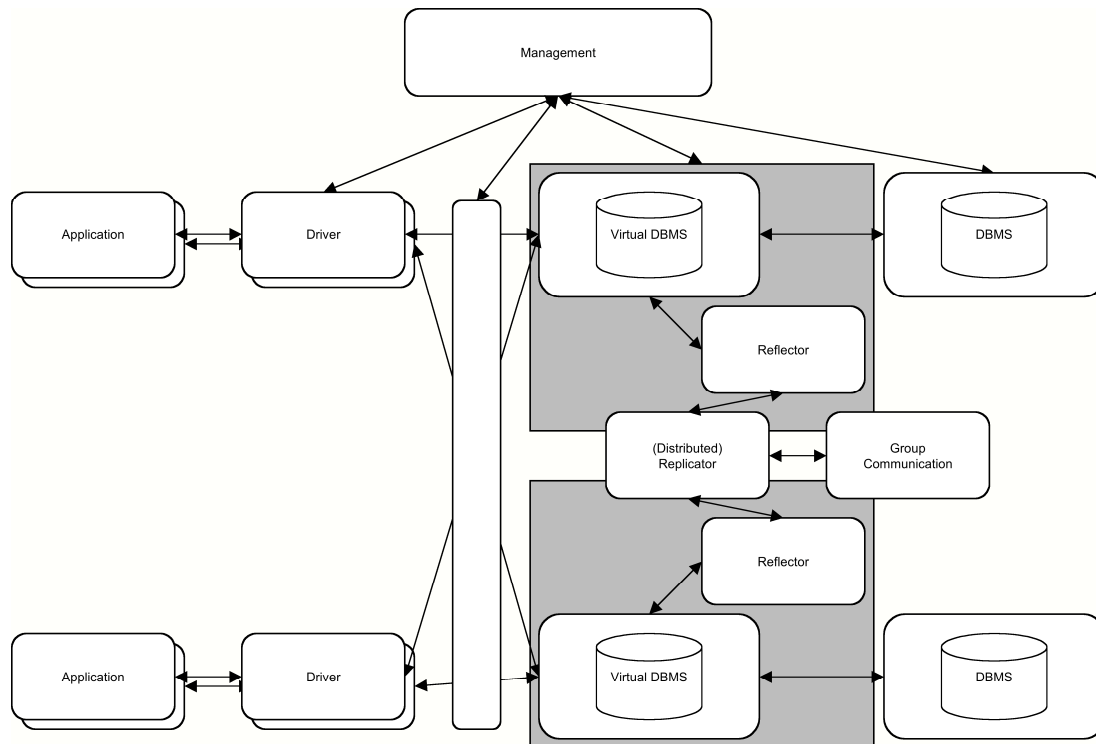 Management
Application
Driver
Virtual DBMS
DBMS
Reflector
(Distributed)
Replicator
Group
Communication
Reflector
Application
Driver
Virtual DBMS
DBMS